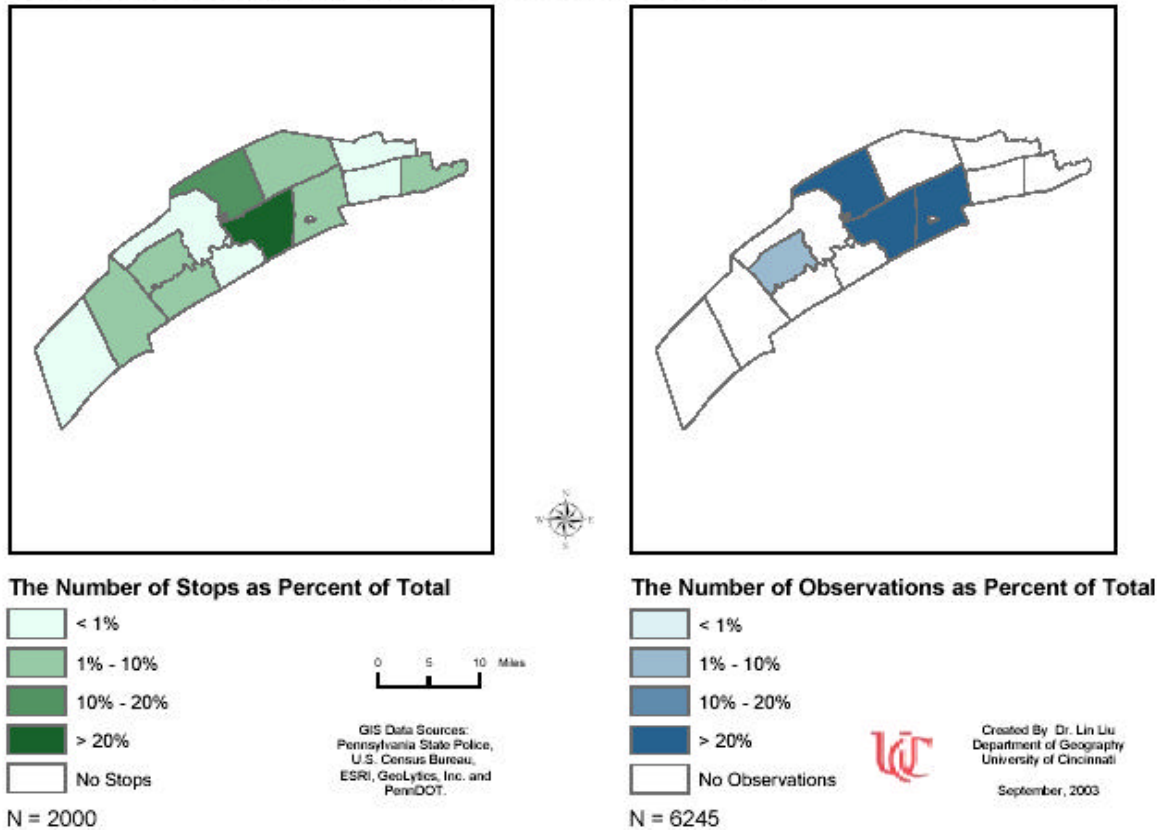 N
W E
S
The Number of Stops as Percent of Total
< 1%
1% - 10%
10% - 20%
> 20%
No Stops
N = 2000
0 5 10 Miles
GIS Data Sources:
Pennsylvania State Police,
U.S. Census Bureau,
ESRI, GeoLytics, Inc. and
PennDOT.
The Number of Observations as Percent of Total
< 1%
1% - 10%
10% - 20%
> 20%
No Observations
N = 6245
UC
Created By Dr. Lin Liu
Department of Geography
University of Cincinnati
September, 2003